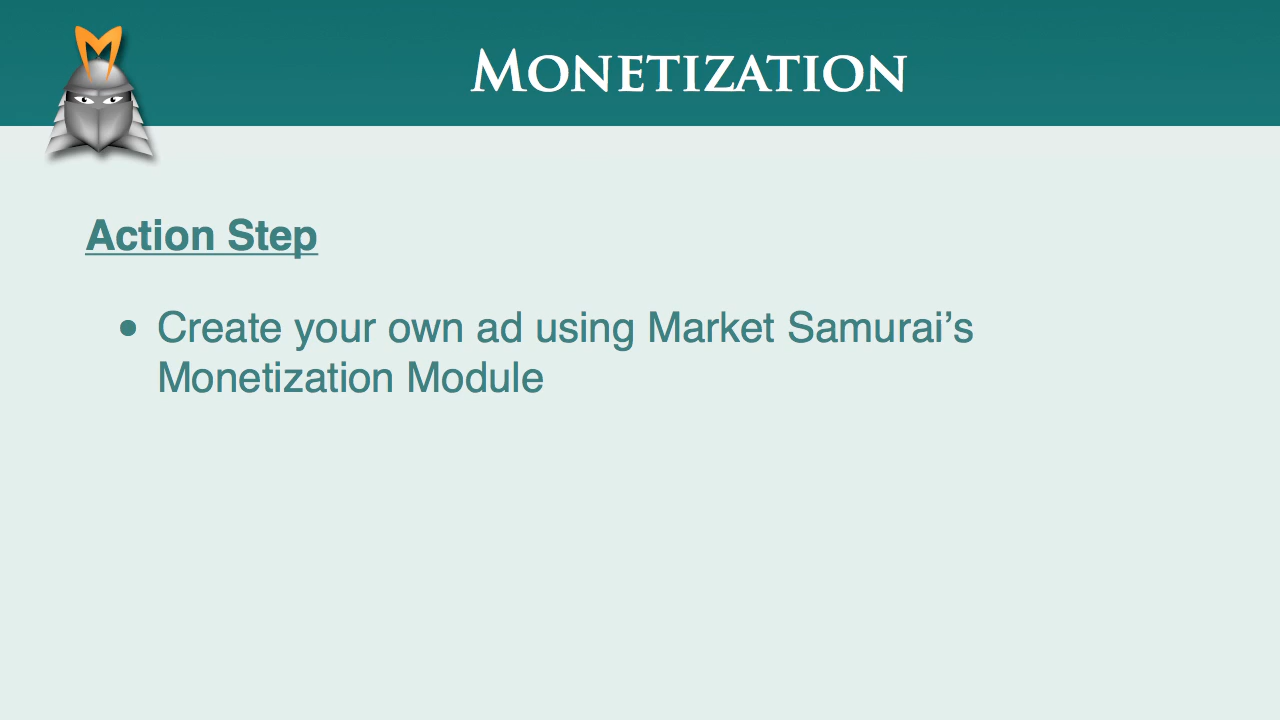 MONETIZATION
Action Step
• Create your own ad using Market Samurai’s
Monetization Module